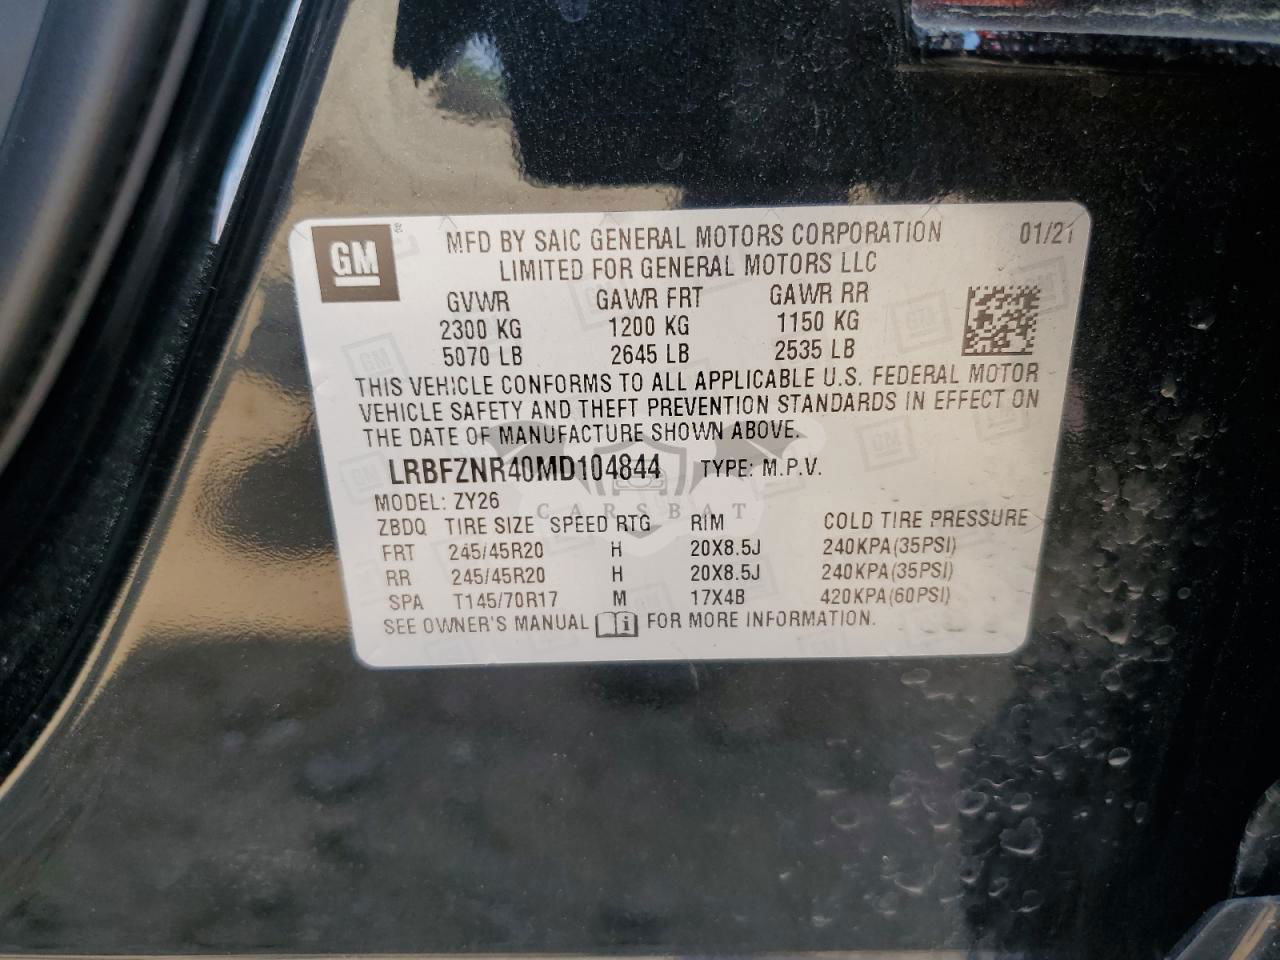 GM
MFD BY SAIC GENERAL MOTORS CORPORATION 01/21
LIMITED FOR GENERAL MOTORS LLC
GVWR GAWR FRT GAWR RR
2300 KG 1200 KG 1150 KG
5070 LB 2645 LB 2535 LB
THIS VEHICLE CONFORMS TO ALL APPLICABLE U.S. FEDERAL MOTOR
VEHICLE SAFETY AND THEFT PREVENTION STANDARDS IN EFFECT ON
THE DATE OF MANUFACTURE SHOWN ABOVE.
LRBFZNR40MD104844 TYPE: M.P.V.
MODEL: ZY26
CARSBAT
ZBDQ TIRE SIZE SPEED RTG RIM COLD TIRE PRESSURE
FRT 245/45R20 H 20X8.5J 240KPA(35PSI)
RR 245/45R20 H 20X8.5J 240KPA(35PSI)
SPA T145/70R17 M 17X4B 420KPA(60PSI)
SEE OWNER'S MANUAL i FOR MORE INFORMATION.